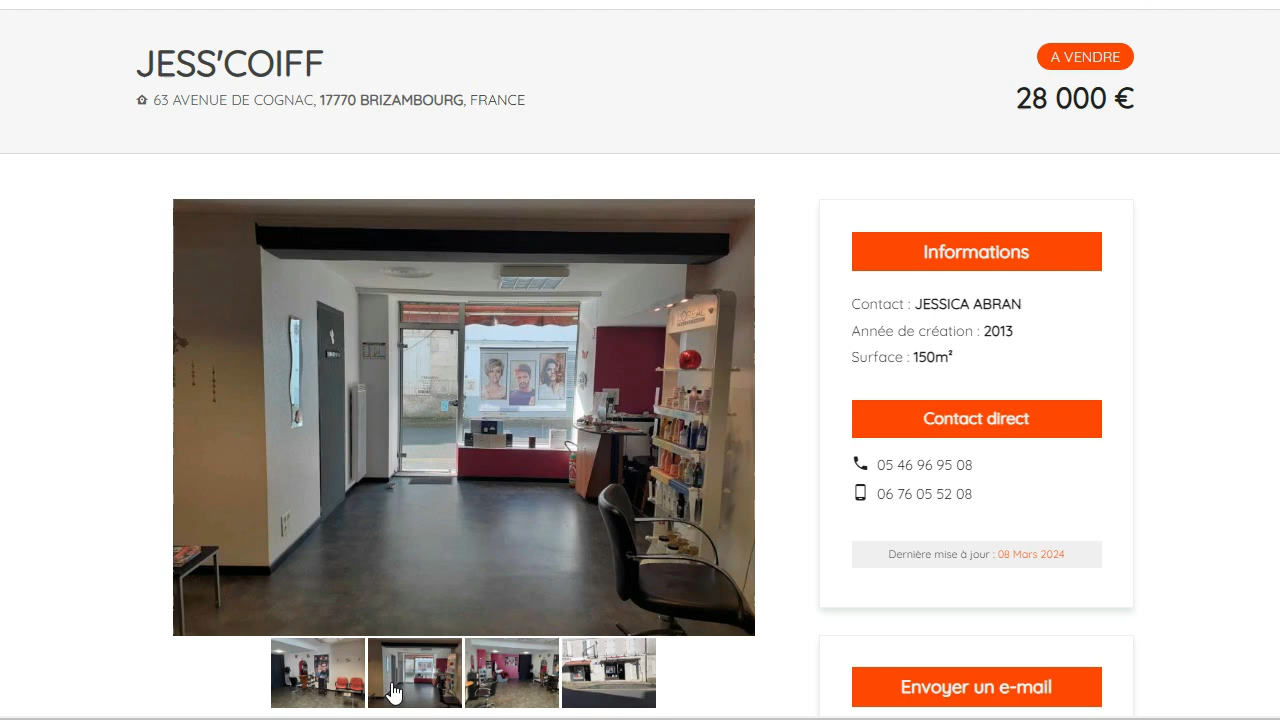 JESS'COIFF
63 AVENUE DE COGNAC, 17770 BRIZAMBOURG, FRANCE
A VENDRE
28 000 €
Informations
Contact : JESSICA ABRAN
Année de création : 2013
Surface : 150m²
Contact direct
05 46 96 95 08
06 76 05 52 08
Dernière mise à jour : 08 Mars 2024
Envoyer un e-mail